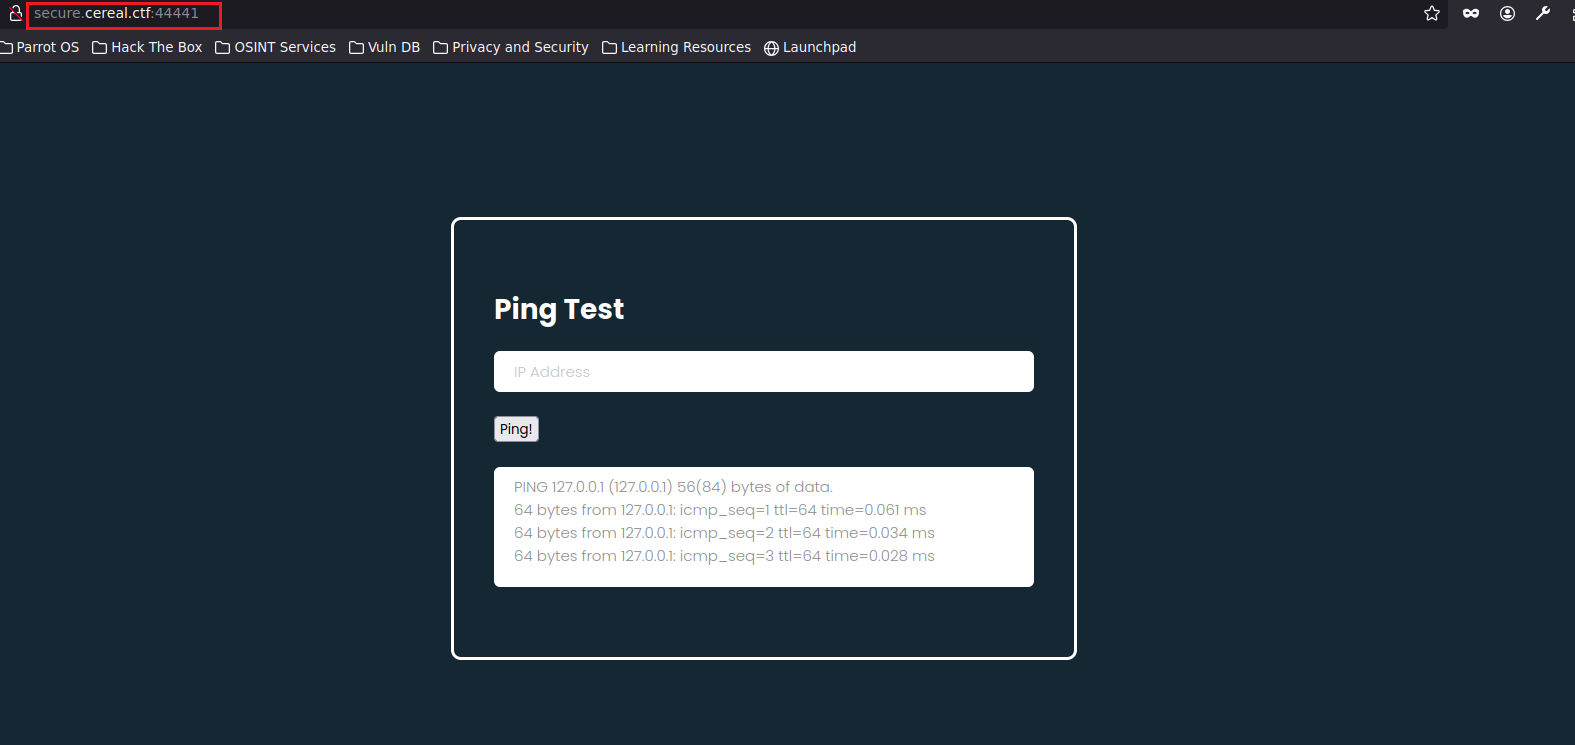 secure.cereal.ctf:44441
Parrot OS Hack The Box OSINT Services Vuln DB Privacy and Security Learning Resources Launchpad
Ping Test
IP Address
Ping!
PING 127.0.0.1 (127.0.0.1) 56(84) bytes of data.
64 bytes from 127.0.0.1: icmp_seq=1 ttl=64 time=0.061 ms
64 bytes from 127.0.0.1: icmp_seq=2 ttl=64 time=0.034 ms
64 bytes from 127.0.0.1: icmp_seq=3 ttl=64 time=0.028 ms